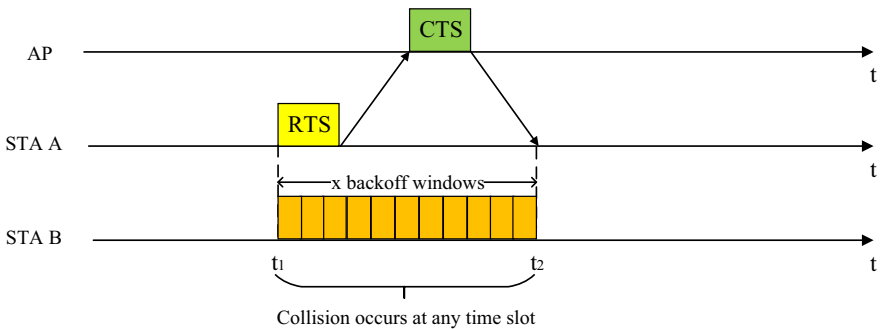 CTS
AP
t
RTS
STA A
t
x backoff windows
STA B
t1
t2
t
Collision occurs at any time slot